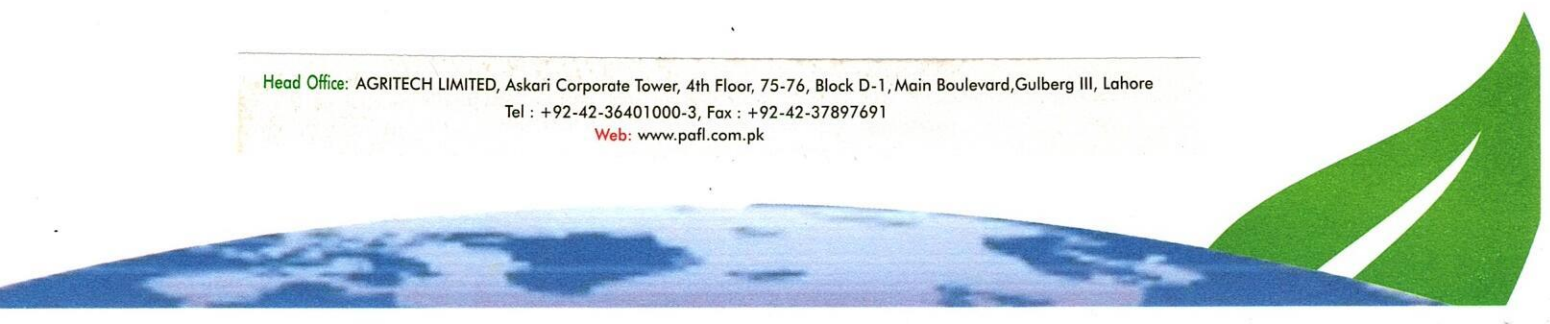 Head Office: AGRITECH LIMITED, Askari Corporate Tower, 4th Floor, 75-76, Block D-1, Main Boulevard,Gulberg III, Lahore
Tel : +92-42-36401000-3, Fax : +92-42-37897691
Web: www.pafl.com.pk